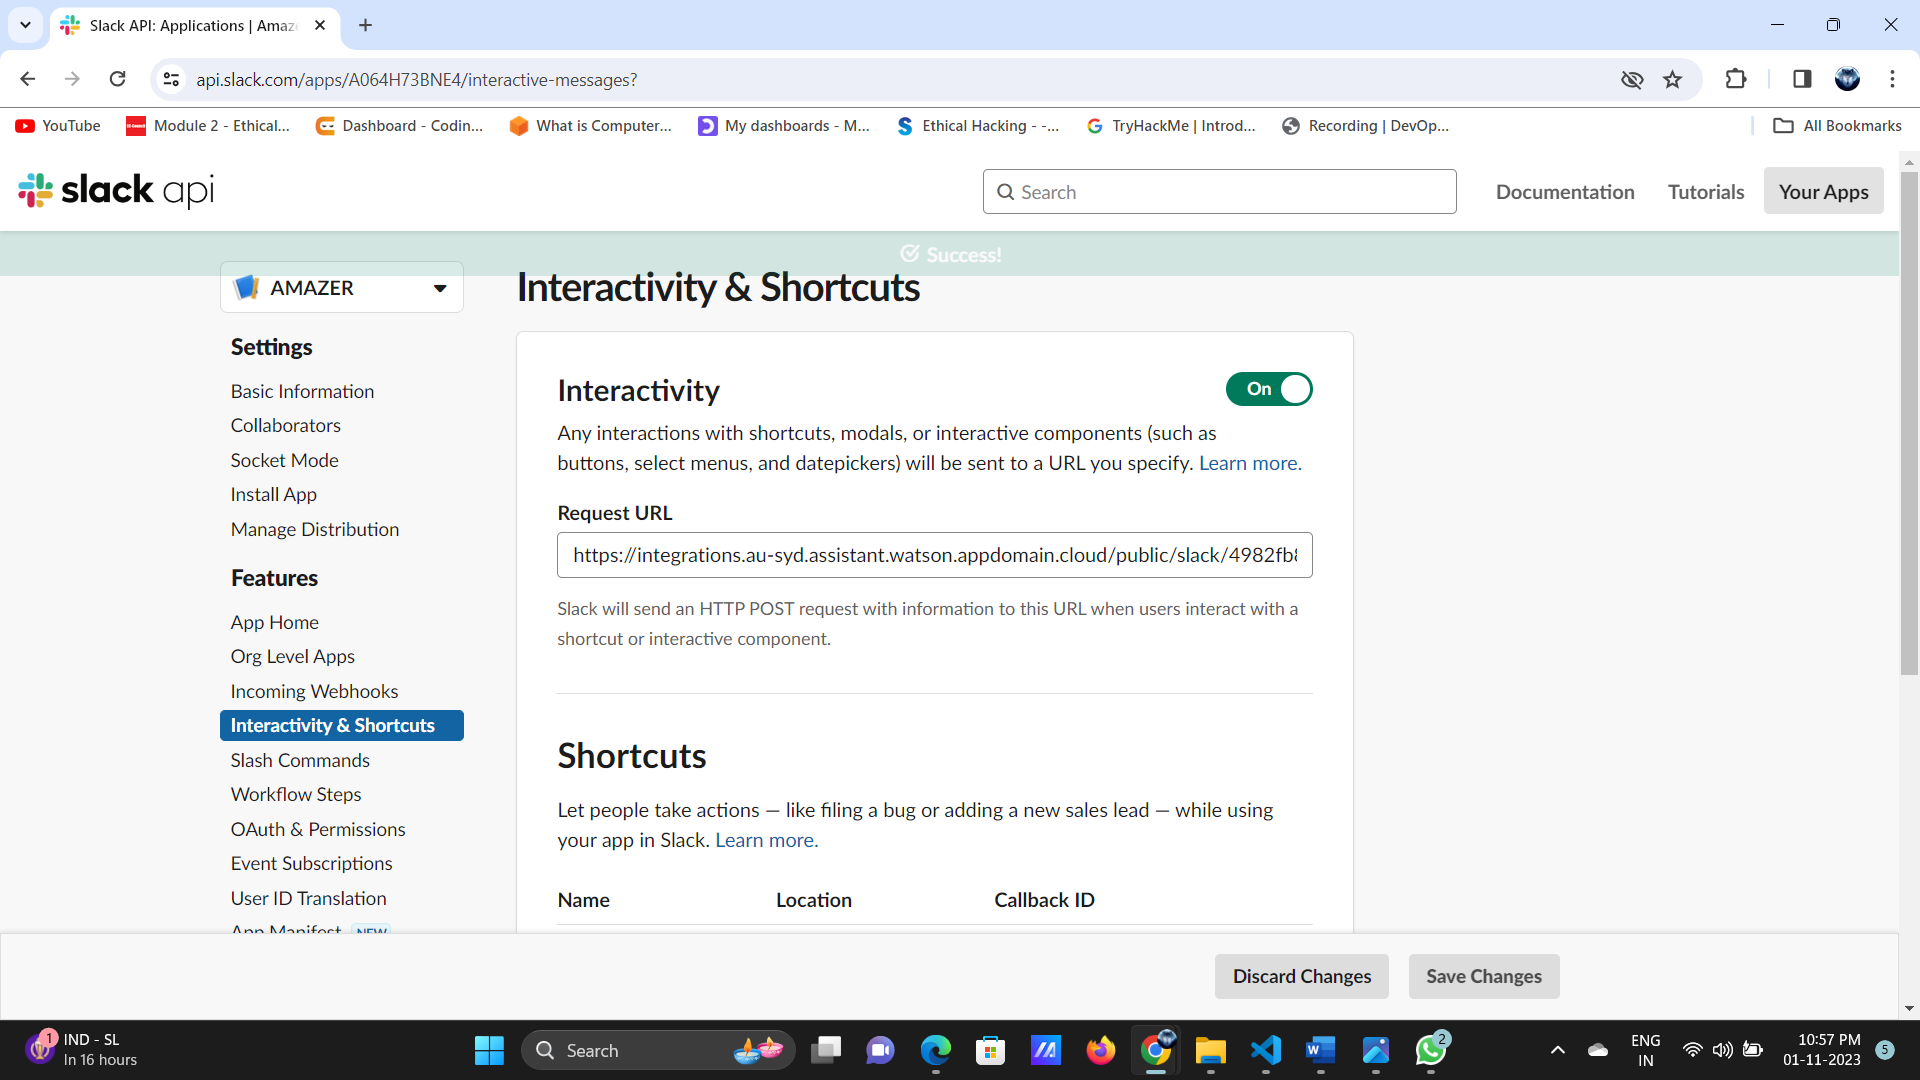 Slack API: Applications | Amaz
api.slack.com/apps/A064H73BNE4/interactive-messages?
YouTube
Module 2 - Ethical...
Dashboard - Codin...
What is Computer...
My dashboards - M...
Ethical Hacking - -...
TryHackMe | Introd...
Recording | DevOp...
All Bookmarks
slack api
Search
Documentation
Tutorials
Your Apps
Success!
AMAZER
Settings
Basic Information
Collaborators
Socket Mode
Install App
Manage Distribution
Features
App Home
Org Level Apps
Incoming Webhooks
Interactivity & Shortcuts
Slash Commands
Workflow Steps
OAuth & Permissions
Event Subscriptions
User ID Translation
App Manifest NEW
Interactivity & Shortcuts
Interactivity
On
Any interactions with shortcuts, modals, or interactive components (such as
buttons, select menus, and datepickers) will be sent to a URL you specify. Learn more.
Request URL
https://integrations.au-syd.assistant.watson.appdomain.cloud/public/slack/4982fb8
Slack will send an HTTP POST request with information to this URL when users interact with a
shortcut or interactive component.
Shortcuts
Let people take actions — like filing a bug or adding a new sales lead — while using
your app in Slack. Learn more.
Name Location Callback ID
Discard Changes
Save Changes
1
IND - SL
In 16 hours
Search
2
ENG
IN
10:57 PM
01-11-2023
5